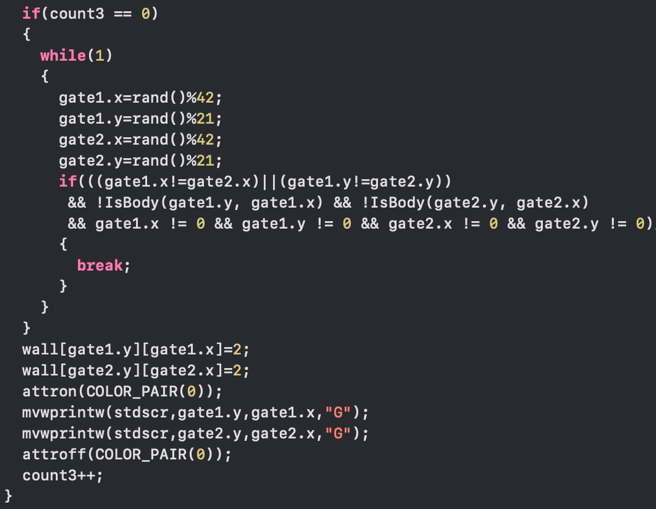 if(count3 == 0)
{
while(1)
{
gate1.x=rand()%42;
gate1.y=rand()%21;
gate2.x=rand()%42;
gate2.y=rand()%21;
if(((gate1.x!=gate2.x)||(gate1.y!=gate2.y))
&& !IsBody(gate1.y, gate1.x) && !IsBody(gate2.y, gate2.x)
&& gate1.x != 0 && gate1.y != 0 && gate2.x != 0 && gate2.y != 0)
{
break;
}
}
}
wall[gate1.y][gate1.x]=2;
wall[gate2.y][gate2.x]=2;
attron(COLOR_PAIR(0));
mvwprintw(stdscr,gate1.y,gate1.x,"G");
mvwprintw(stdscr,gate2.y,gate2.x,"G");
attroff(COLOR_PAIR(0));
count3++;
}